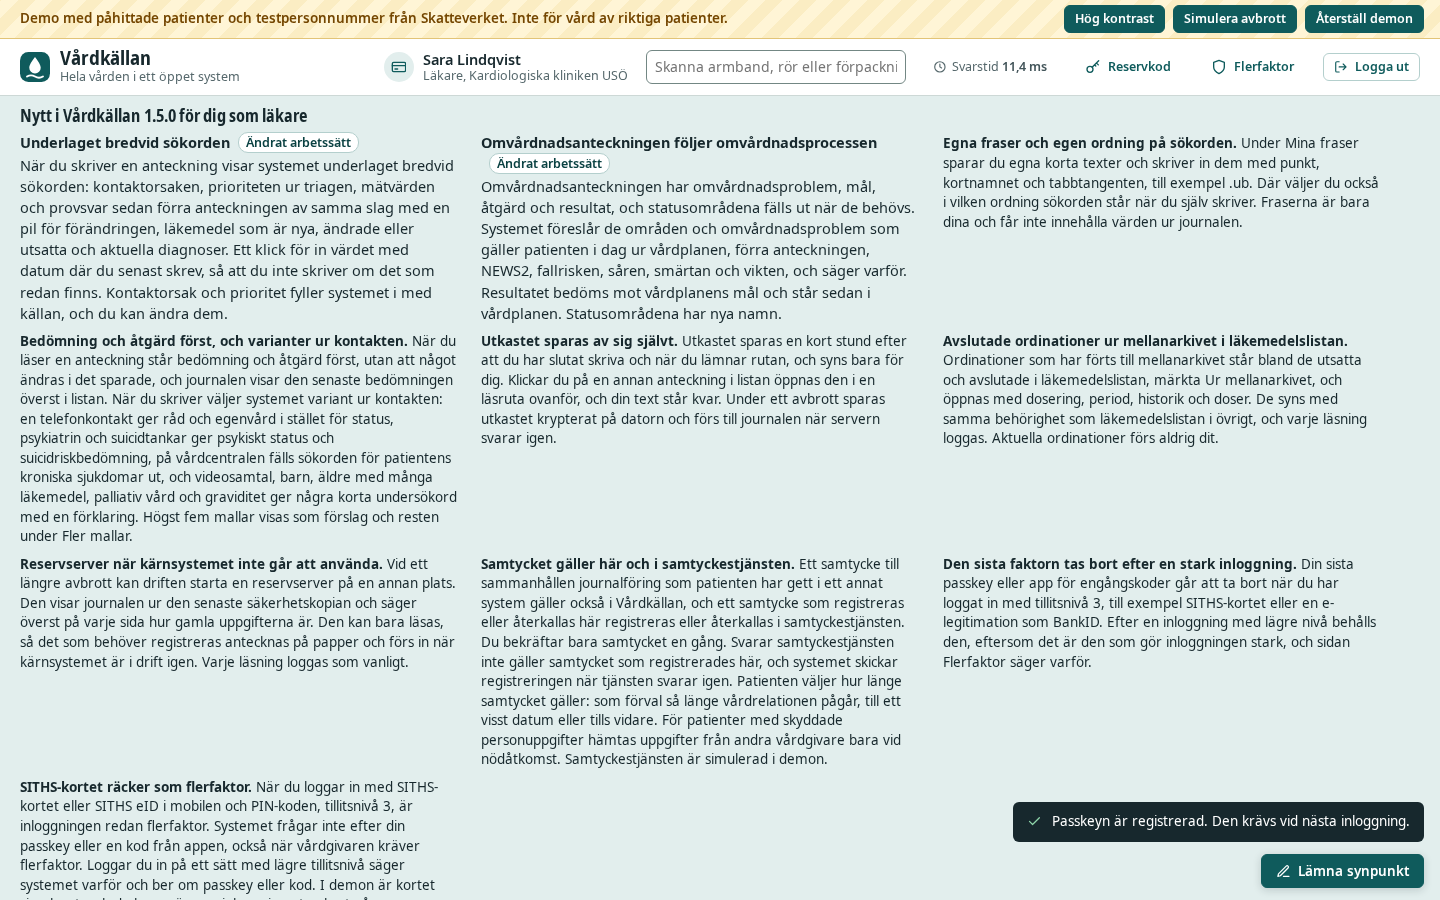 Demo med påhittade patienter och testpersonnummer från Skatteverket. Inte för vård av riktiga patienter.
Hög kontrast
Simulera avbrott
Återställ demon
Vårdkällan
Hela vården i ett öppet system
Sara Lindqvist
Läkare, Kardiologiska kliniken USÖ
Skanna armband, rör eller förpackni
Svarstid 11,4 ms
Reservkod
Flerfaktor
Logga ut
Nytt i Vårdkällan 1.5.0 för dig som läkare
Underlaget bredvid sökorden Ändrat arbetssätt
När du skriver en anteckning visar systemet underlaget bredvid
sökorden: kontaktorsaken, prioriteten ur triagen, mätvärden
och provsvar sedan förra anteckningen av samma slag med en
pil för förändringen, läkemedel som är nya, ändrade eller
utsatta och aktuella diagnoser. Ett klick för in värdet med
datum där du senast skrev, så att du inte skriver om det som
redan finns. Kontaktorsak och prioritet fyller systemet i med
källan, och du kan ändra dem.
Omvårdnadsanteckningen följer omvårdnadsprocessen
Ändrat arbetssätt
Omvårdnadsanteckningen har omvårdnadsproblem, mål,
åtgärd och resultat, och statusområdena fälls ut när de behövs.
Systemet föreslår de områden och omvårdnadsproblem som
gäller patienten i dag ur vårdplanen, förra anteckningen,
NEWS2, fallrisken, såren, smärtan och vikten, och säger varför.
Resultatet bedöms mot vårdplanens mål och står sedan i
vårdplanen. Statusområdena har nya namn.
Egna fraser och egen ordning på sökorden. Under Mina fraser
sparar du egna korta texter och skriver in dem med punkt,
kortnamnet och tabbtangenten, till exempel .ub. Där väljer du också
i vilken ordning sökorden står när du själv skriver. Fraserna är bara
dina och får inte innehålla värden ur journalen.
Bedömning och åtgärd först, och varianter ur kontakten. När du
läser en anteckning står bedömning och åtgärd först, utan att något
ändras i det sparade, och journalen visar den senaste bedömningen
överst i listan. När du skriver väljer systemet variant ur kontakten:
en telefonkontakt ger råd och egenvård i stället för status,
psykiatrin och suicidtankar ger psykiskt status och
suicidriskbedömning, på vårdcentralen fälls sökorden för patientens
kroniska sjukdomar ut, och videosamtal, barn, äldre med många
läkemedel, palliativ vård och graviditet ger några korta undersökord
med en förklaring. Högst fem mallar visas som förslag och resten
under Fler mallar.
Utkastet sparas av sig självt. Utkastet sparas en kort stund efter
att du har slutat skriva och när du lämnar rutan, och syns bara för
dig. Klickar du på en annan anteckning i listan öppnas den i en
läsruta ovanför, och din text står kvar. Under ett avbrott sparas
utkastet krypterat på datorn och förs till journalen när servern
svarar igen.
Avslutade ordinationer ur mellanarkivet i läkemedelslistan.
Ordinationer som har förts till mellanarkivet står bland de utsatta
och avslutade i läkemedelslistan, märkta Ur mellanarkivet, och
öppnas med dosering, period, historik och doser. De syns med
samma behörighet som läkemedelslistan i övrigt, och varje läsning
loggas. Aktuella ordinationer förs aldrig dit.
Reservserver när kärnsystemet inte går att använda. Vid ett
längre avbrott kan driften starta en reservserver på en annan plats.
Den visar journalen ur den senaste säkerhetskopian och säger
överst på varje sida hur gamla uppgifterna är. Den kan bara läsas,
så det som behöver registreras antecknas på papper och förs in när
kärnsystemet är i drift igen. Varje läsning loggas som vanligt.
Samtycket gäller här och i samtyckestjänsten. Ett samtycke till
sammanhållen journalföring som patienten har gett i ett annat
system gäller också i Vårdkällan, och ett samtycke som registreras
eller återkallas här registreras eller återkallas i samtyckestjänsten.
Du bekräftar bara samtycket en gång. Svarar samtyckestjänsten
inte gäller samtycket som registrerades här, och systemet skickar
registreringen när tjänsten svarar igen. Patienten väljer hur länge
samtycket gäller: som förval så länge vårdrelationen pågår, till ett
visst datum eller tills vidare. För patienter med skyddade
personuppgifter hämtas uppgifter från andra vårdgivare bara vid
nödåtkomst. Samtyckestjänsten är simulerad i demon.
Den sista faktorn tas bort efter en stark inloggning. Din sista
passkey eller app för engångskoder går att ta bort när du har
loggat in med tillitsnivå 3, till exempel SITHS-kortet eller en e-
legitimation som BankID. Efter en inloggning med lägre nivå behålls
den, eftersom det är den som gör inloggningen stark, och sidan
Flerfaktor säger varför.
SITHS-kortet räcker som flerfaktor. När du loggar in med SITHS-
kortet eller SITHS eID i mobilen och PIN-koden, tillitsnivå 3, är
inloggningen redan flerfaktor. Systemet frågar inte efter din
passkey eller en kod från appen, också när vårdgivaren kräver
flerfaktor. Loggar du in på ett sätt med lägre tillitsnivå säger
systemet varför och ber om passkey eller kod. I demon är kortet
Passkeyn är registrerad. Den krävs vid nästa inloggning.
Lämna synpunkt